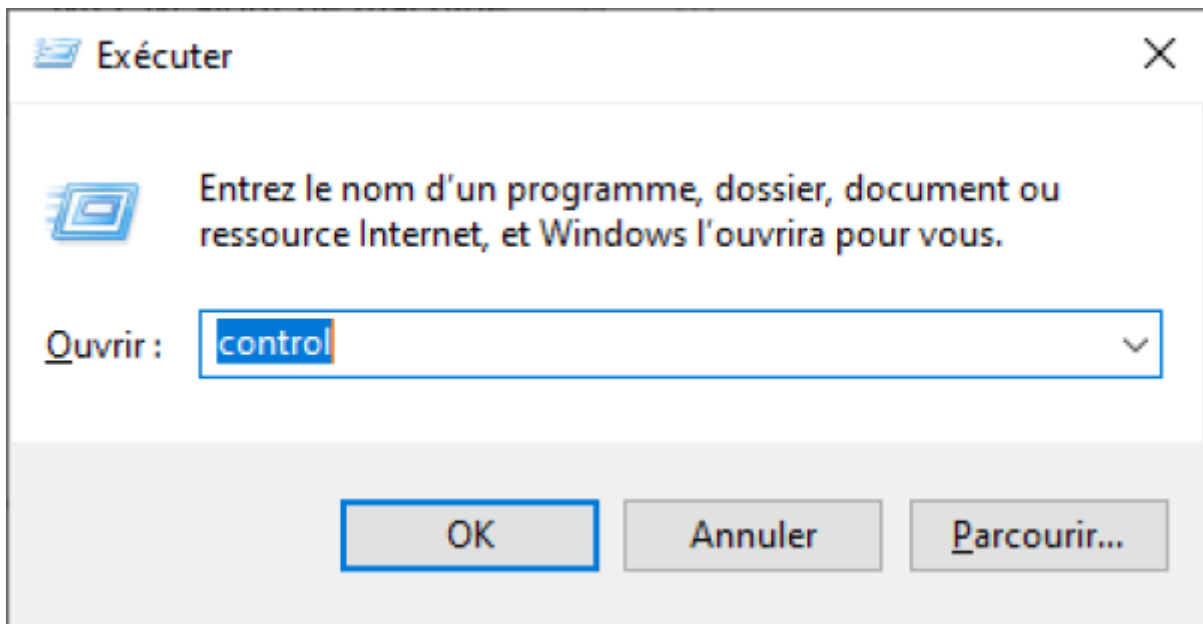 Exécuter
Entrez le nom d'un programme, dossier, document ou
ressource Internet, et Windows l'ouvrira pour vous.
Ouvrir :
control
OK
Annuler
Parcourir...